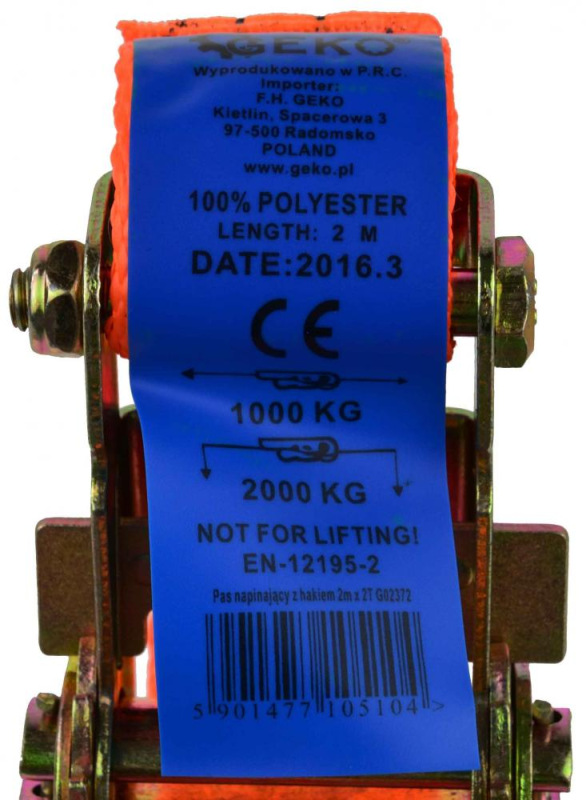 GEKO
Wyprodukowano w P.R.C.
Importer:
F.H. GEKO
Kietlin, Spacerowa 3
97-500 Radomsko
POLAND
www.geko.pl
100% POLYESTER
LENGTH: 2 M
DATE:2016.3
CE
1000 KG
2000 KG
NOT FOR LIFTING!
EN-12195-2
Pas napinający z hakiem 2m x 2T G02372
5 901477 105104 >